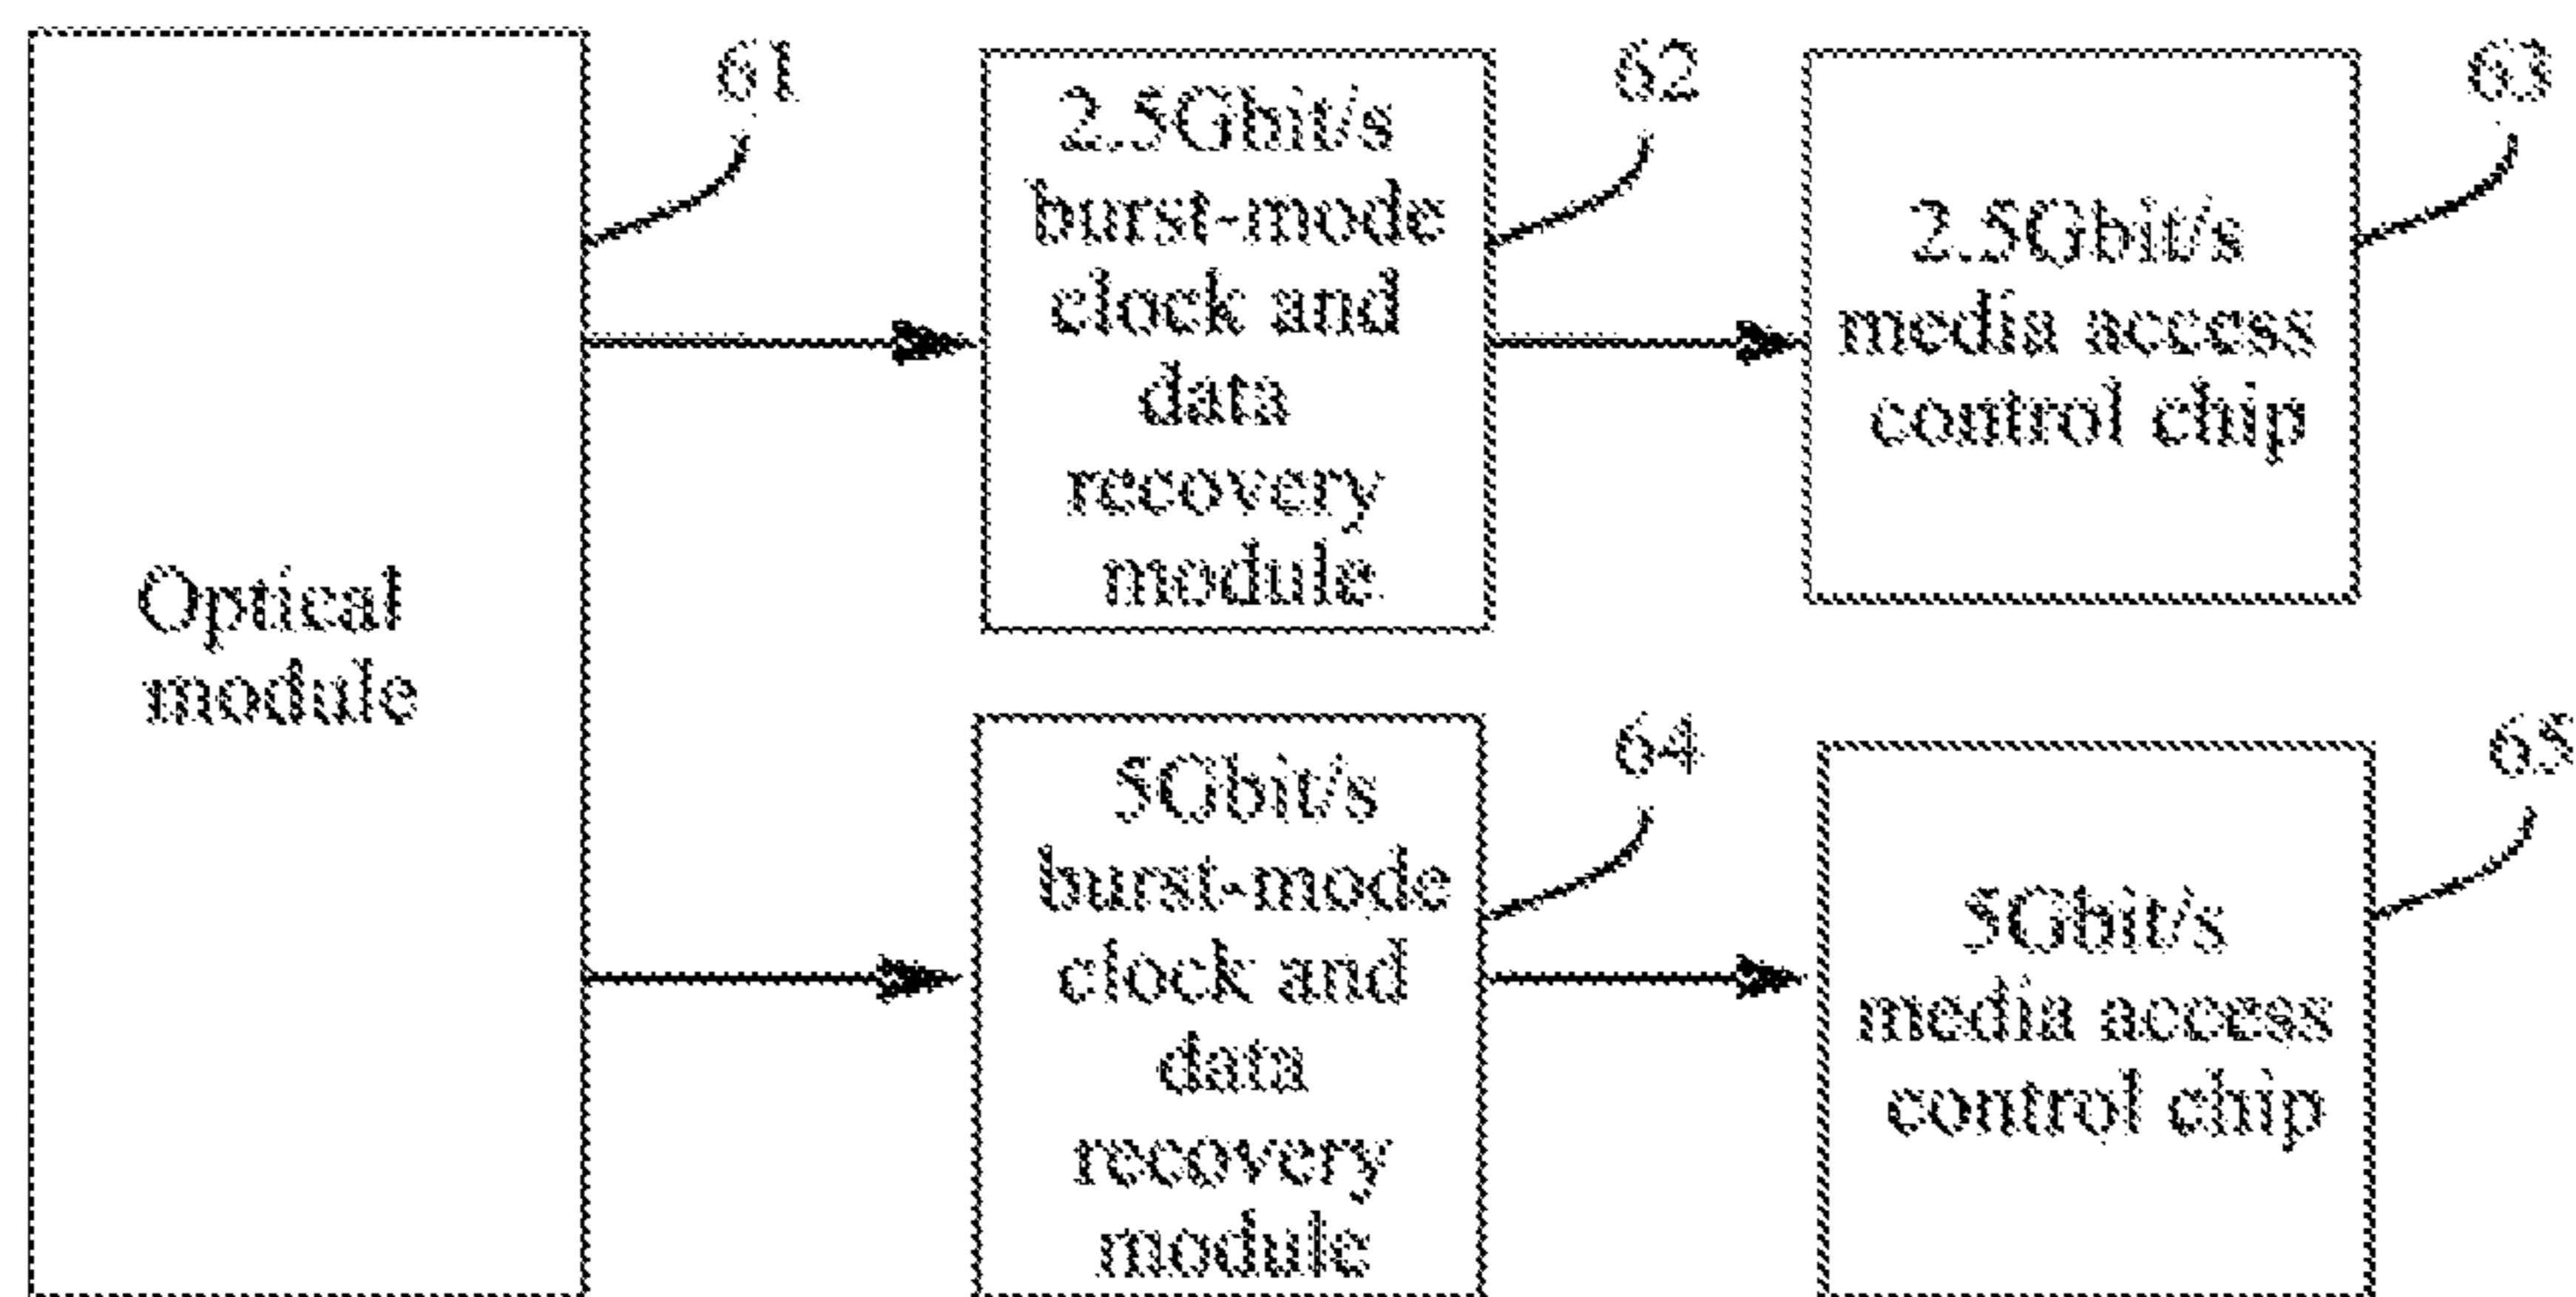 61
62
63
2.5Gbit/s
burst-mode
clock and
data
recovery
module
2.5Gbit/s
media access
control chip
Optical
module
64
65
5Gbit/s
burst-mode
clock and
data
recovery
module
5Gbit/s
media access
control chip